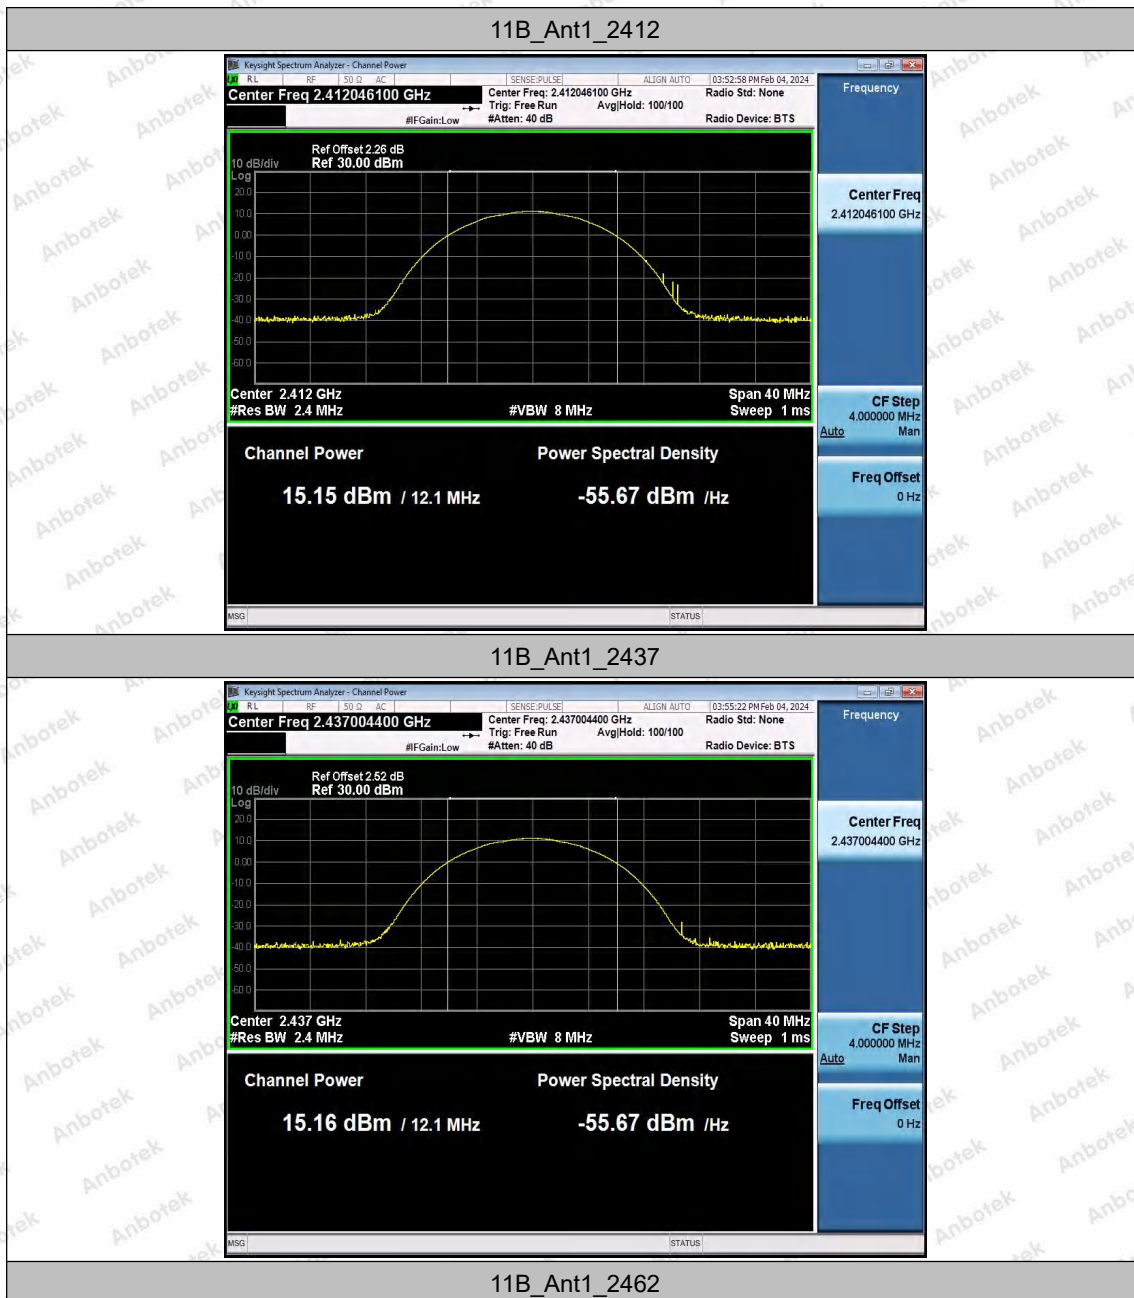 11B_Ant1_2412
Keysight Spectrum Analyzer - Channel Power
RL RF 50 Ω AC SENSE:PULSE ALIGN AUTO 03:52:58 PM Feb 04, 2024
Center Freq 2.412046100 GHz
Center Freq: 2.412046100 GHz Radio Std: None
Trig: Free Run Avg|Hold: 100/100
#IFGain:Low #Atten: 40 dB Radio Device: BTS
Frequency
Ref Offset 2.26 dB
10 dB/div Ref 30.00 dBm
Log
20.0
10.0
0.00
-10.0
-20.0
-30.0
-40.0
-50.0
-60.0
Center 2.412 GHz Span 40 MHz
#Res BW 2.4 MHz #VBW 8 MHz Sweep 1 ms
Center Freq
2.412046100 GHz
CF Step
4.000000 MHz
Auto Man
Freq Offset
0 Hz
Channel Power Power Spectral Density
15.15 dBm / 12.1 MHz -55.67 dBm /Hz
MSG STATUS
11B_Ant1_2437
Keysight Spectrum Analyzer - Channel Power
RL RF 50 Ω AC SENSE:PULSE ALIGN AUTO 03:55:22 PM Feb 04, 2024
Center Freq 2.437004400 GHz
Center Freq: 2.437004400 GHz Radio Std: None
Trig: Free Run Avg|Hold: 100/100
#IFGain:Low #Atten: 40 dB Radio Device: BTS
Frequency
Ref Offset 2.52 dB
10 dB/div Ref 30.00 dBm
Log
20.0
10.0
0.00
-10.0
-20.0
-30.0
-40.0
-50.0
-60.0
Center 2.437 GHz Span 40 MHz
#Res BW 2.4 MHz #VBW 8 MHz Sweep 1 ms
Center Freq
2.437004400 GHz
CF Step
4.000000 MHz
Auto Man
Freq Offset
0 Hz
Channel Power Power Spectral Density
15.16 dBm / 12.1 MHz -55.67 dBm /Hz
MSG STATUS
11B_Ant1_2462